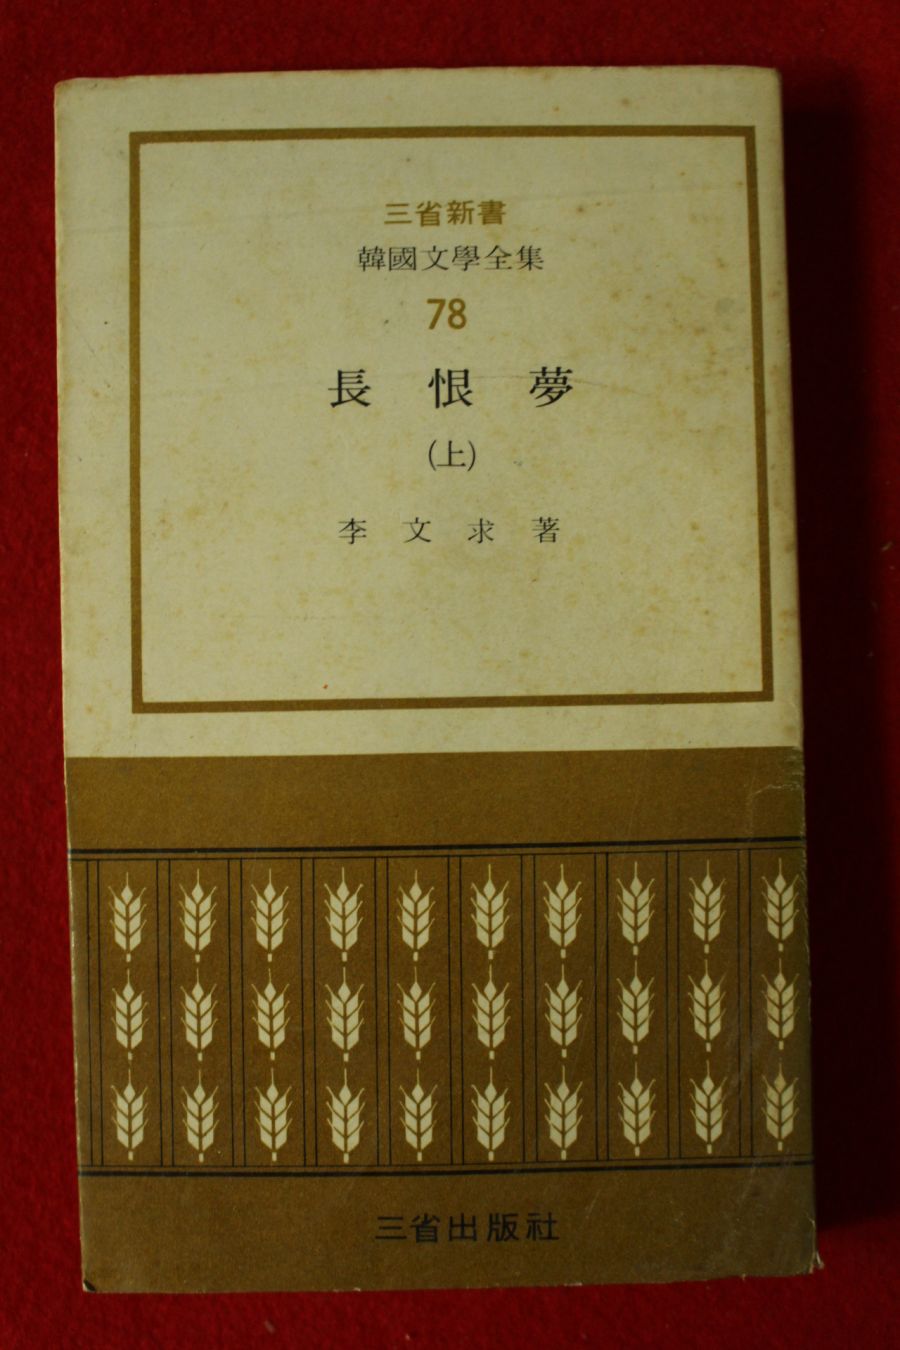 三省新書
韓國文學全集
78
長恨夢
(上)
李文求著
三省出版社